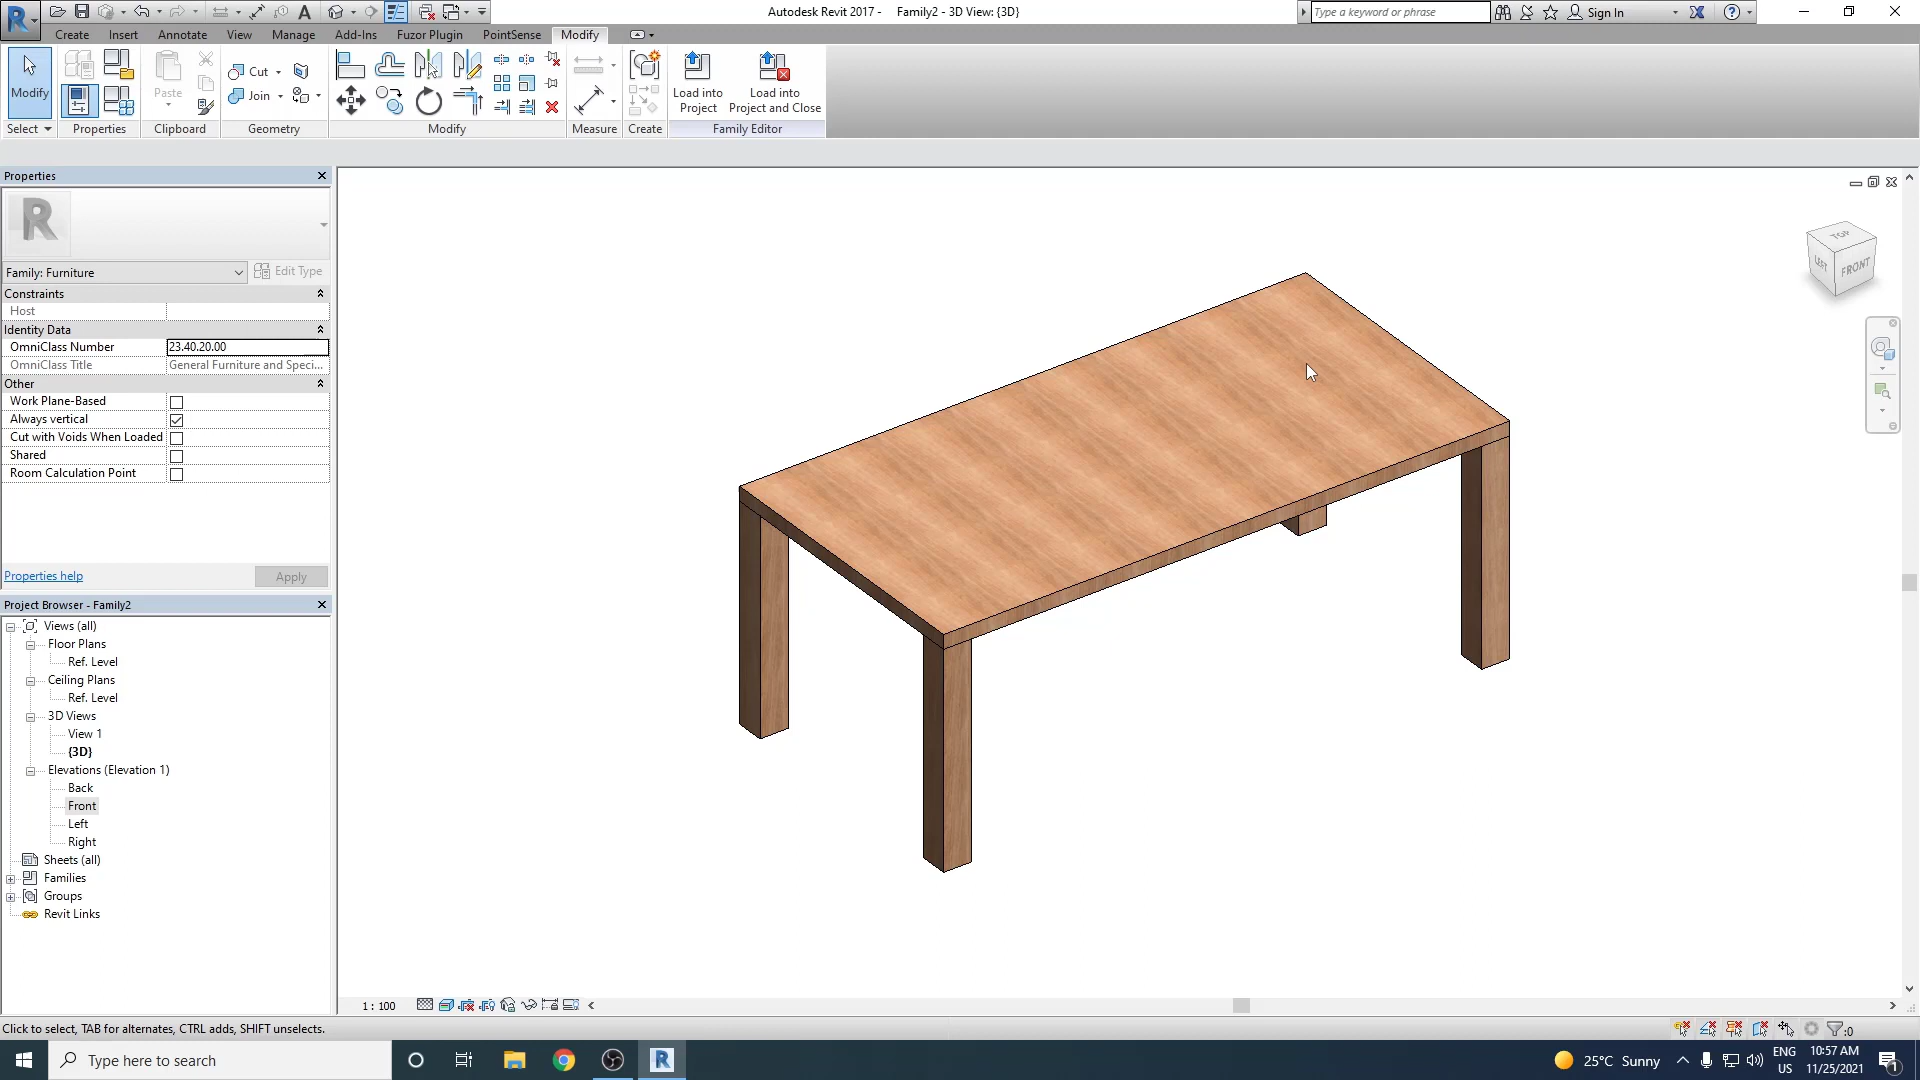 Autodesk Revit 2017 - Family2 - 3D View: {3D}
Type a keyword or phrase
Sign In
Create Insert Annotate View Manage Add-Ins Fuzor Plugin PointSense Modify
Modify
Paste
Cut
Join
Load into Project
Load into Project and Close
Select Properties Clipboard Geometry Modify Measure Create Family Editor
Properties
R
Family: Furniture
Edit Type
Constraints
Host
Identity Data
OmniClass Number 23.40.20.00
OmniClass Title General Furniture and Speci...
Other
Work Plane-Based
Always vertical
Cut with Voids When Loaded
Shared
Room Calculation Point
Properties help
Apply
Project Browser - Family2
Views (all)
Floor Plans
Ref. Level
Ceiling Plans
Ref. Level
3D Views
View 1
{3D}
Elevations (Elevation 1)
Back
Front
Left
Right
Sheets (all)
Families
Groups
Revit Links
TOP
LEFT
FRONT
1 : 100
Click to select, TAB for alternates, CTRL adds, SHIFT unselects.
:0
Type here to search
25°C Sunny
ENG
US
10:57 AM
11/25/2021
1